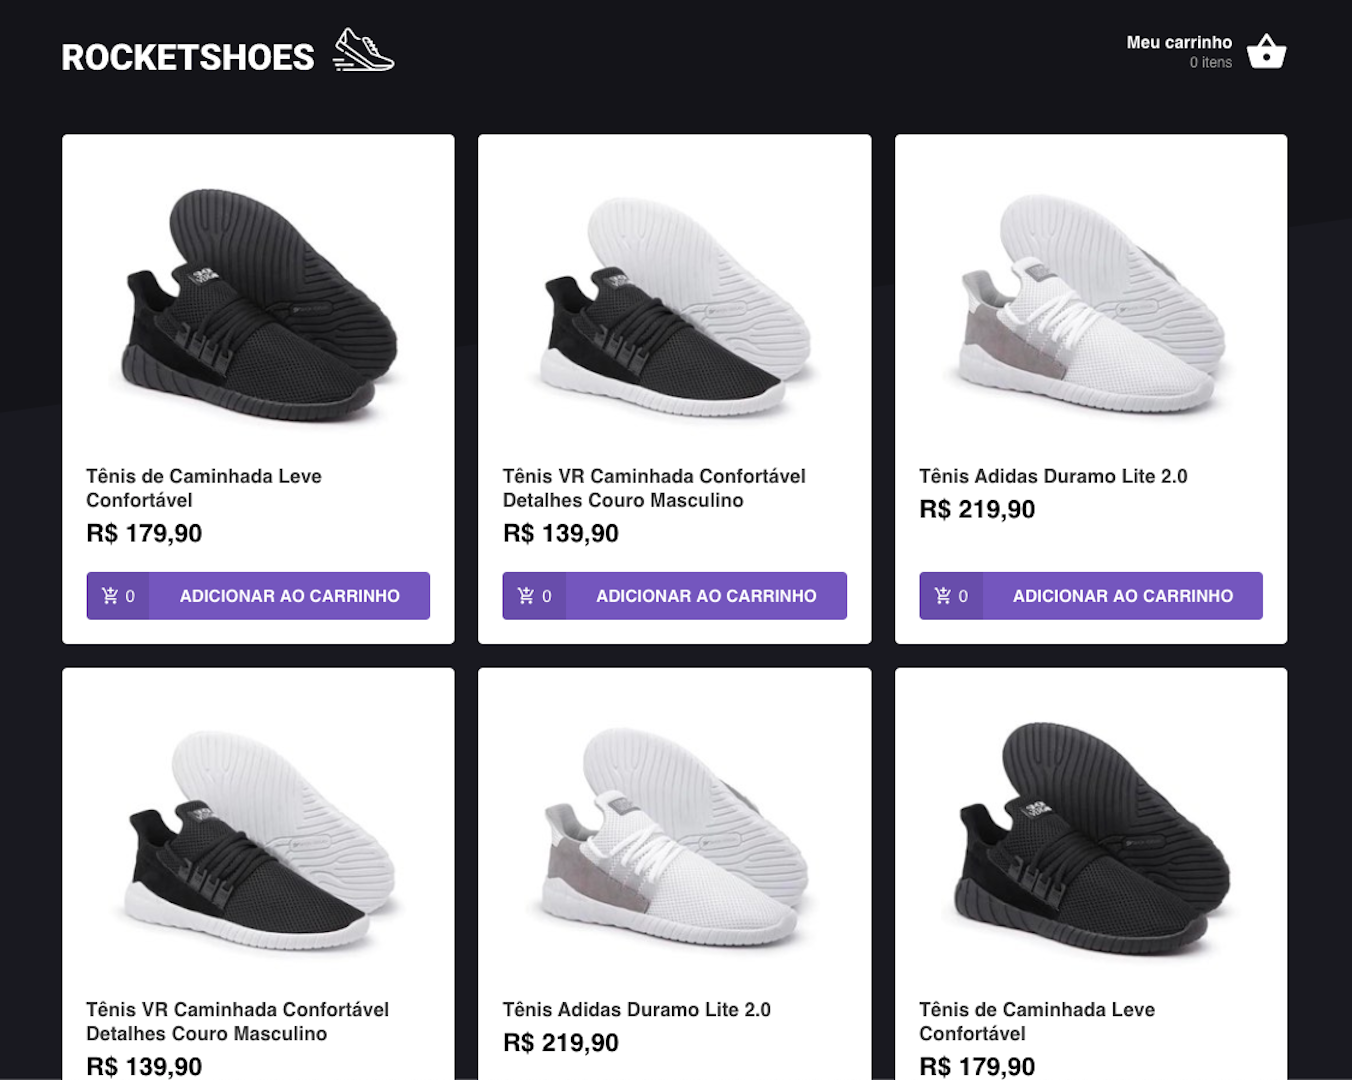 ROCKETSHOES
Meu carrinho
0 itens
Tênis de Caminhada Leve
Confortável
R$ 179,90
0 ADICIONAR AO CARRINHO
Tênis VR Caminhada Confortável
Detalhes Couro Masculino
R$ 139,90
0 ADICIONAR AO CARRINHO
Tênis Adidas Duramo Lite 2.0
R$ 219,90
0 ADICIONAR AO CARRINHO
Tênis VR Caminhada Confortável
Detalhes Couro Masculino
R$ 139,90
Tênis Adidas Duramo Lite 2.0
R$ 219,90
Tênis de Caminhada Leve
Confortável
R$ 179,90